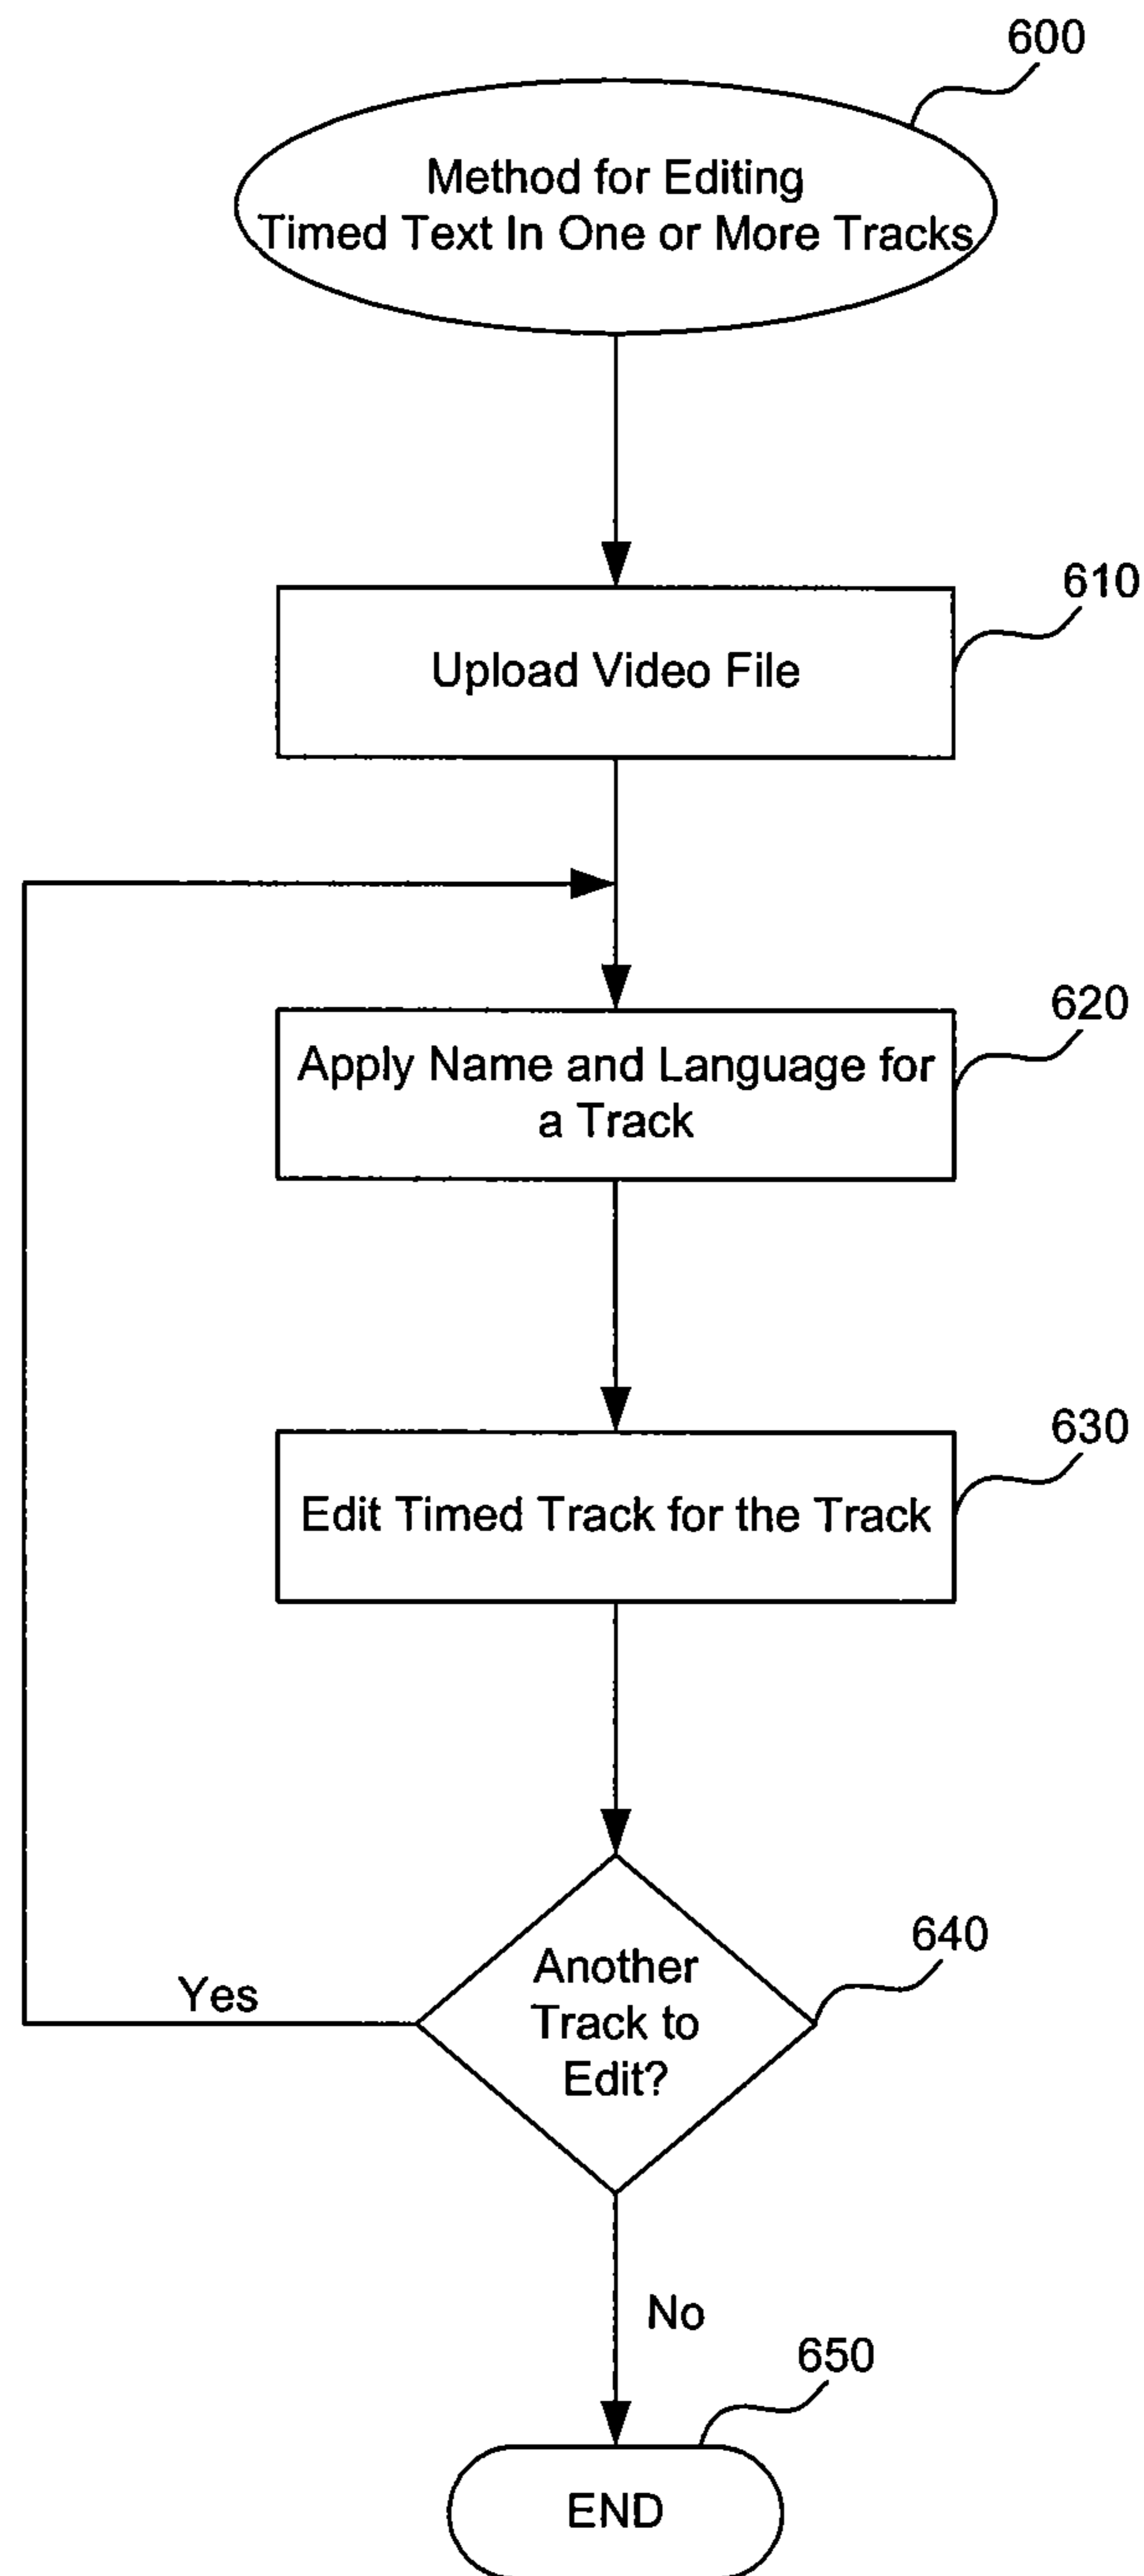 600
Method for Editing
Timed Text In One or More Tracks
610
Upload Video File
620
Apply Name and Language for
a Track
630
Edit Timed Track for the Track
640
Another
Track to
Edit?
Yes
No
650
END